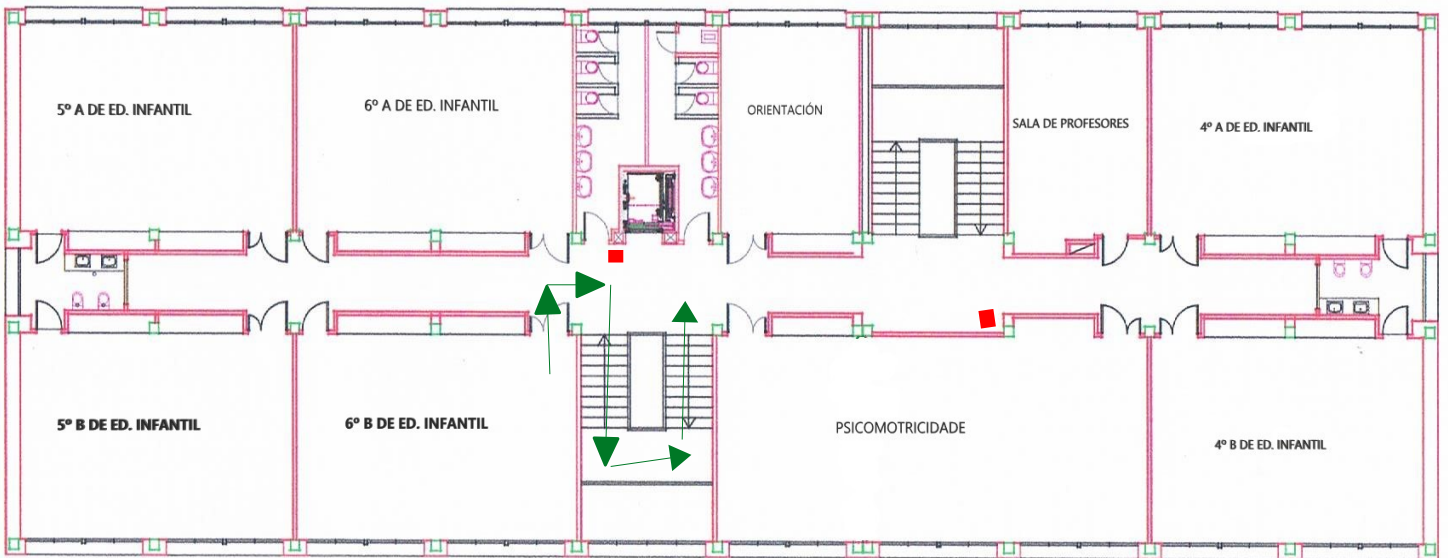 5º A DE ED. INFANTIL
6º A DE ED. INFANTIL
ORIENTACIÓN
SALA DE PROFESORES
4º A DE ED. INFANTIL
5º B DE ED. INFANTIL
6º B DE ED. INFANTIL
PSICOMOTRICIDADE
4º B DE ED. INFANTIL